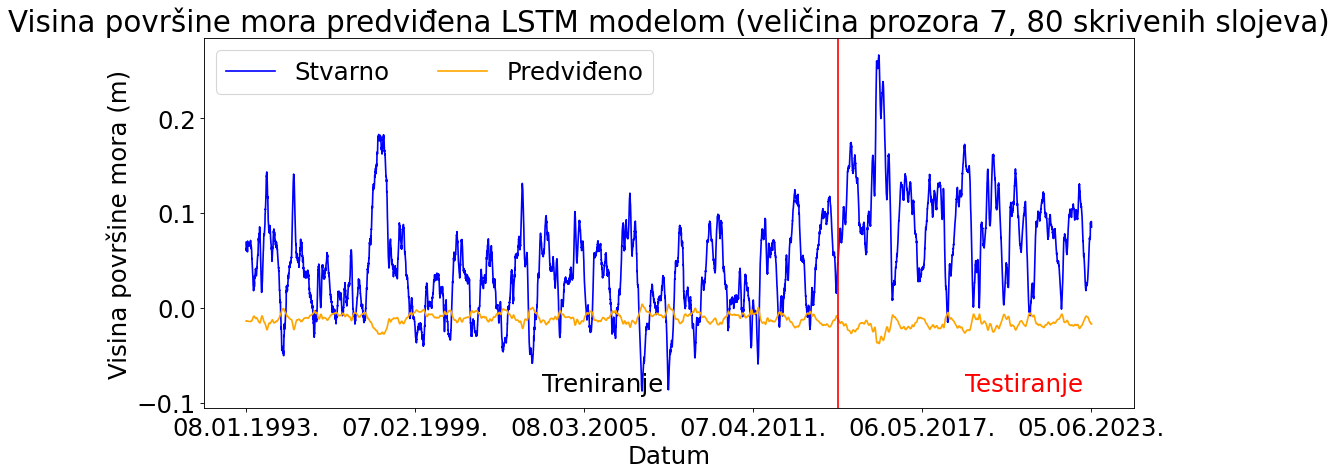 Visina površine mora predviđena LSTM modelom (veličina prozora 7, 80 skrivenih slojeva)
Stvarno
Predviđeno
Visina površine mora (m)
0.2
0.1
0.0
−0.1
Treniranje
Testiranje
08.01.1993.
07.02.1999.
08.03.2005.
07.04.2011.
06.05.2017.
05.06.2023.
Datum